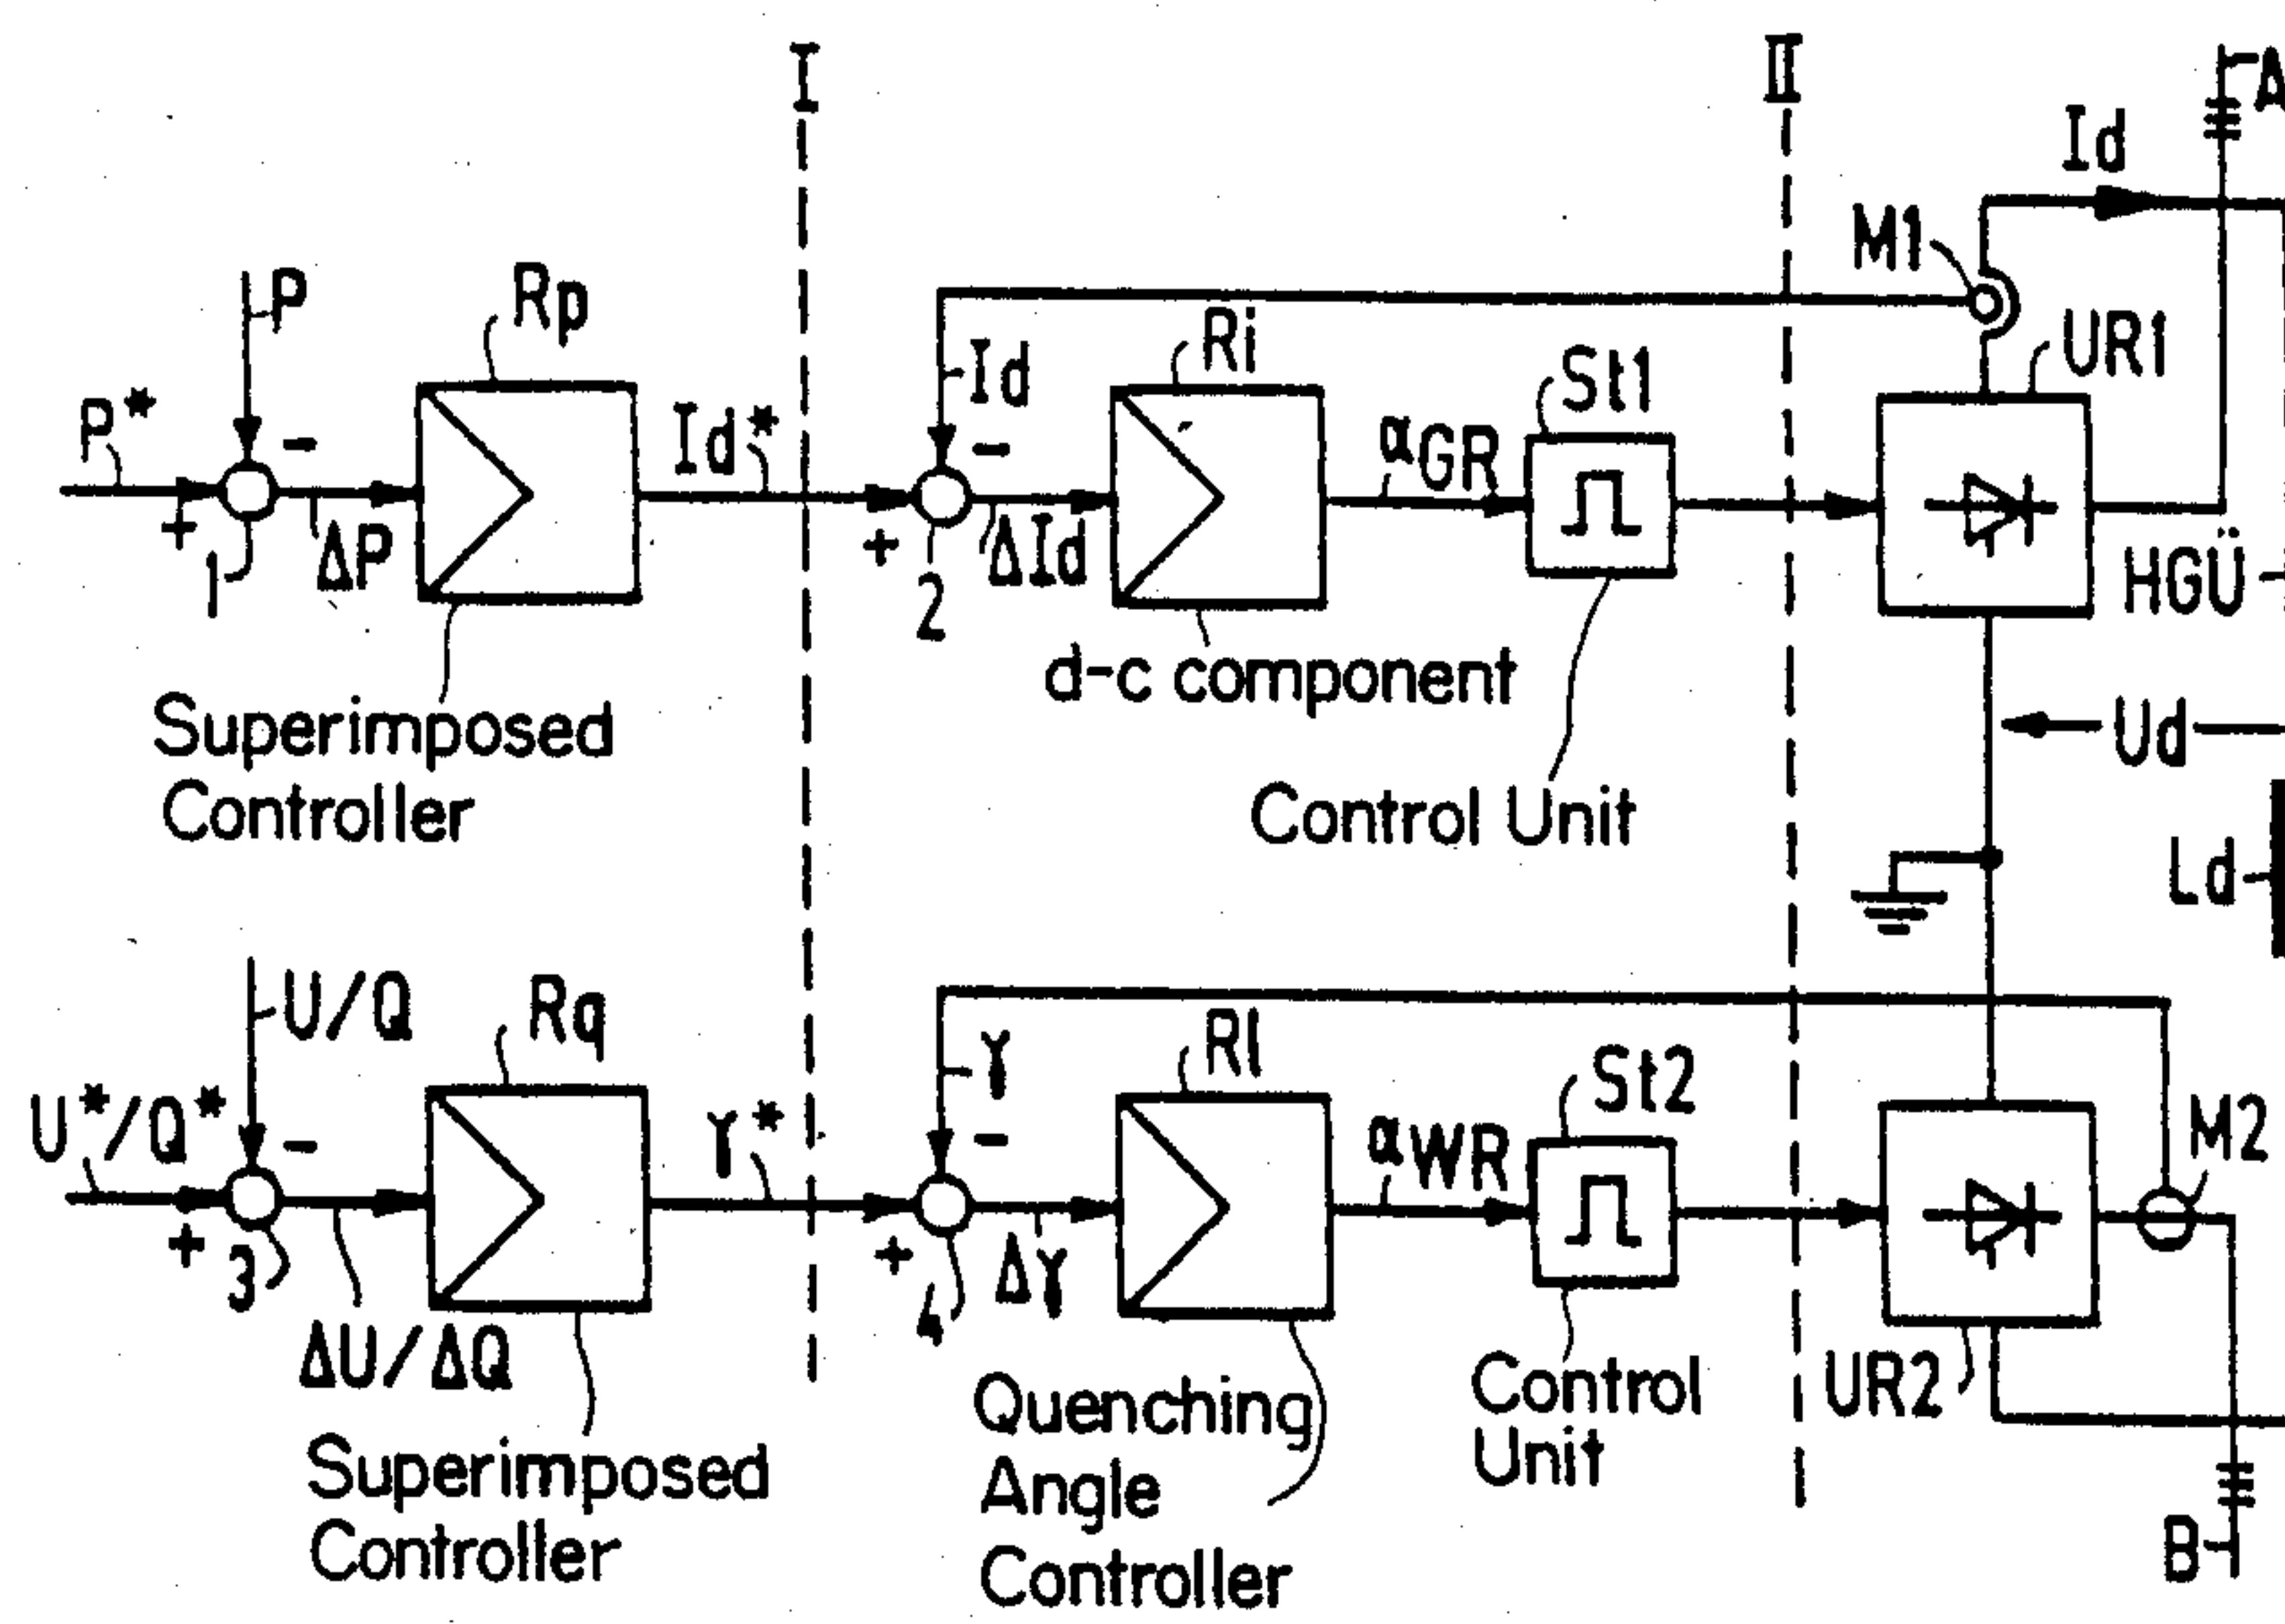 I
II
A
Id
M1
P
Rp
Ri
UR1
P*
Id
St1
Id*
αGR
-
-
+
ΔP
+
ΔId
1
2
HGÜ
d-c component
Superimposed
Controller
Ud
Control Unit
Ld
U/Q
Rq
γ
Rl
St2
U*/Q*
γ*
αWR
M2
-
-
+
3
+
Δγ
4
ΔU/ΔQ
Control
Unit
UR2
Quenching
Angle
Controller
Superimposed
Controller
B